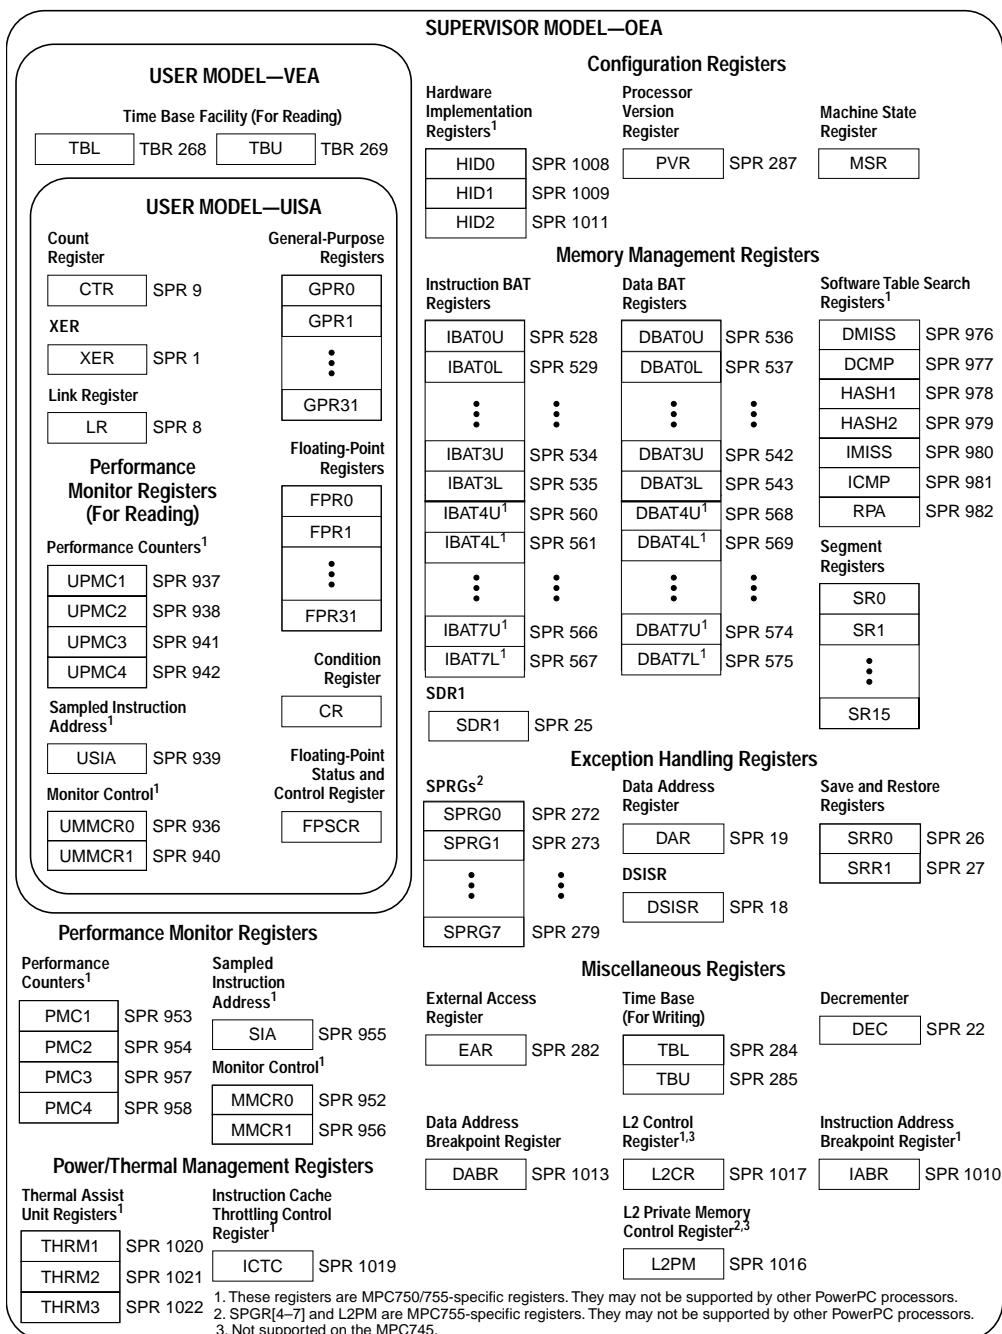 SUPERVISOR MODEL—OEA
USER MODEL—VEA
Time Base Facility (For Reading)
TBL TBR 268 TBU TBR 269
USER MODEL—UISA
Count
Register
CTR SPR 9
XER
XER SPR 1
Link Register
LR SPR 8
Performance
Monitor Registers
(For Reading)
Performance Counters1
UPMC1 SPR 937
UPMC2 SPR 938
UPMC3 SPR 941
UPMC4 SPR 942
Sampled Instruction
Address1
USIA SPR 939
Monitor Control1
UMMCR0 SPR 936
UMMCR1 SPR 940
General-Purpose
Registers
GPR0
GPR1
GPR31
Floating-Point
Registers
FPR0
FPR1
FPR31
Condition
Register
CR
Floating-Point
Status and
Control Register
FPSCR
Configuration Registers
Hardware
Implementation
Registers1
HID0 SPR 1008
HID1 SPR 1009
HID2 SPR 1011
Processor
Version
Register
PVR SPR 287
Machine State
Register
MSR
Memory Management Registers
Instruction BAT
Registers
IBAT0U SPR 528
IBAT0L SPR 529
IBAT3U SPR 534
IBAT3L SPR 535
IBAT4U1 SPR 560
IBAT4L1 SPR 561
IBAT7U1 SPR 566
IBAT7L1 SPR 567
Data BAT
Registers
DBAT0U SPR 536
DBAT0L SPR 537
DBAT3U SPR 542
DBAT3L SPR 543
DBAT4U1 SPR 568
DBAT4L1 SPR 569
DBAT7U1 SPR 574
DBAT7L1 SPR 575
Software Table Search
Registers1
DMISS SPR 976
DCMP SPR 977
HASH1 SPR 978
HASH2 SPR 979
IMISS SPR 980
ICMP SPR 981
RPA SPR 982
Segment
Registers
SR0
SR1
SR15
SDR1
SDR1 SPR 25
Exception Handling Registers
SPRGs2
SPRG0 SPR 272
SPRG1 SPR 273
SPRG7 SPR 279
Data Address
Register
DAR SPR 19
DSISR
DSISR SPR 18
Save and Restore
Registers
SRR0 SPR 26
SRR1 SPR 27
Performance Monitor Registers
Performance
Counters1
PMC1 SPR 953
PMC2 SPR 954
PMC3 SPR 957
PMC4 SPR 958
Sampled
Instruction
Address1
SIA SPR 955
Monitor Control1
MMCR0 SPR 952
MMCR1 SPR 956
Miscellaneous Registers
External Access
Register
EAR SPR 282
Time Base
(For Writing)
TBL SPR 284
TBU SPR 285
Decrementer
DEC SPR 22
Data Address
Breakpoint Register
DABR SPR 1013
L2 Control
Register1,3
L2CR SPR 1017
Instruction Address
Breakpoint Register1
IABR SPR 1010
L2 Private Memory
Control Register2,3
L2PM SPR 1016
Power/Thermal Management Registers
Thermal Assist
Unit Registers1
THRM1 SPR 1020
THRM2 SPR 1021
THRM3 SPR 1022
Instruction Cache
Throttling Control
Register1
ICTC SPR 1019
1. These registers are MPC750/755-specific registers. They may not be supported by other PowerPC processors.
2. SPGR[4–7] and L2PM are MPC755-specific registers. They may not be supported by other PowerPC processors.
3. Not supported on the MPC745.